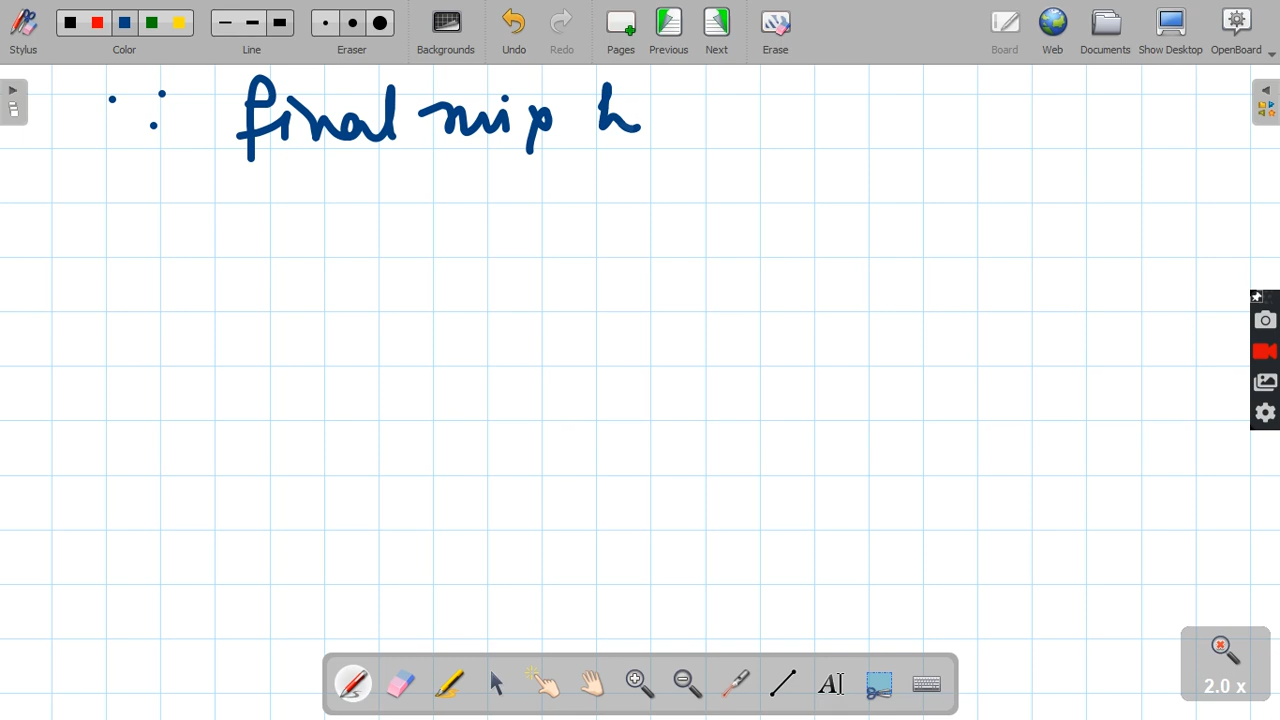 Stylus Color Line Eraser Backgrounds Undo Redo Pages Previous Next Erase Board Web Documents Show Desktop OpenBoard
∵ final mix h
2.0 x